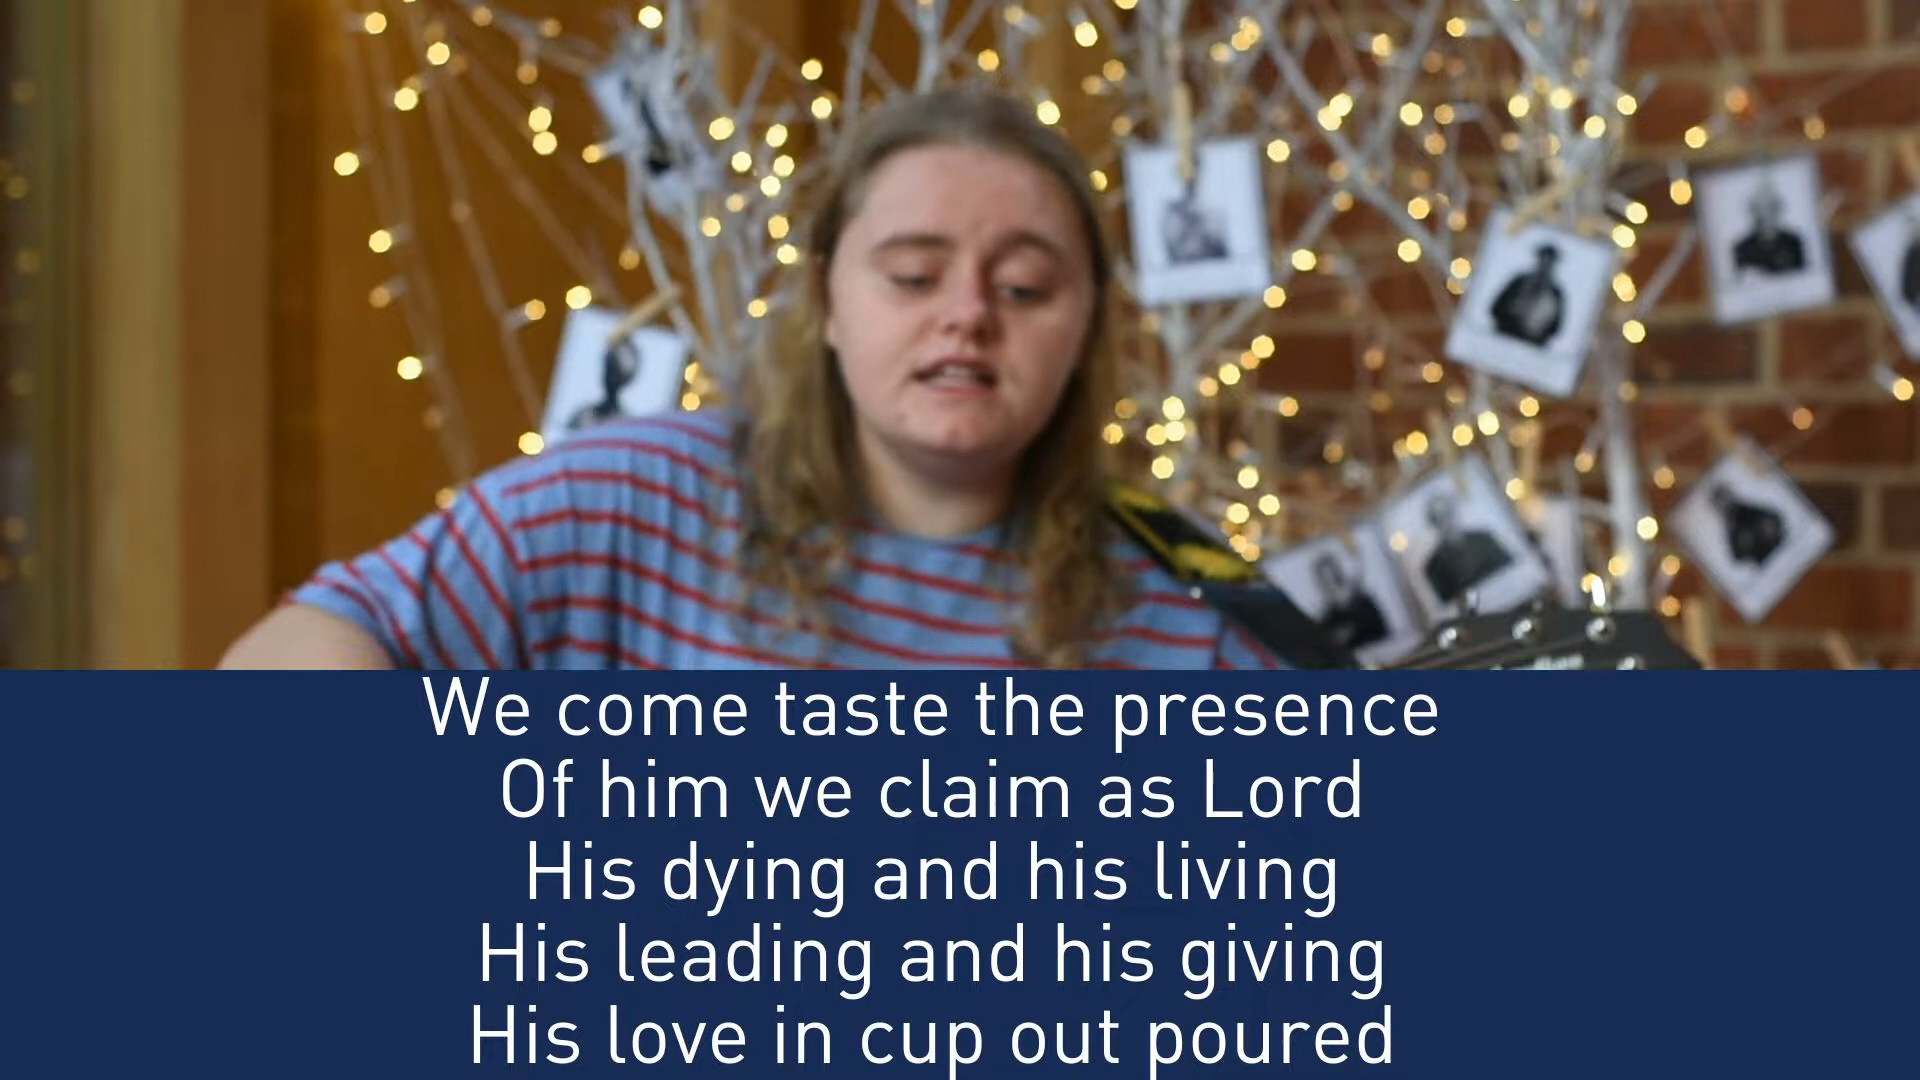 We come taste the presence
Of him we claim as Lord
His dying and his living
His leading and his giving
His love in cup out poured